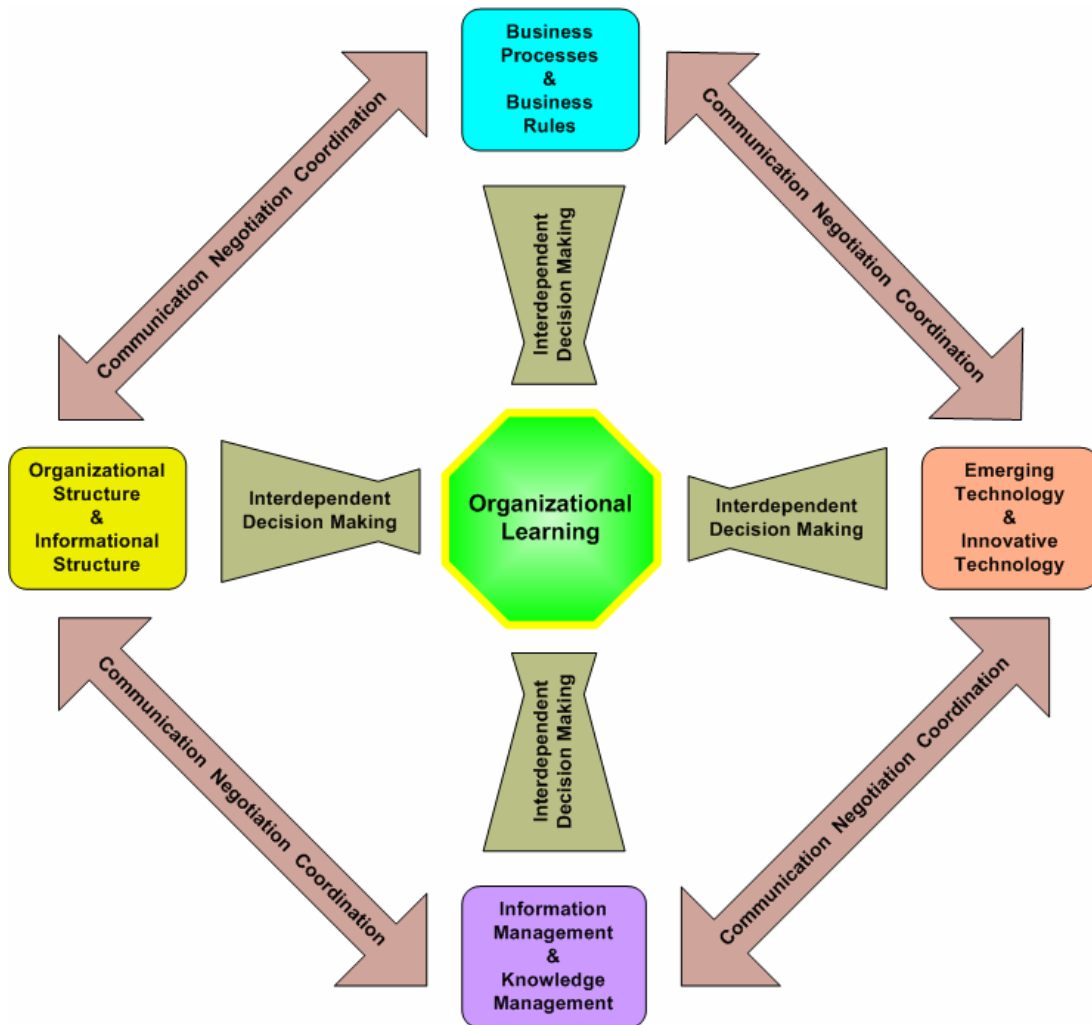 Business
Processes
&
Business
Rules
Communication Negotiation Coordination
Communication Negotiation Coordination
Interdependent
Decision Making
Organizational
Structure
&
Informational
Structure
Interdependent
Decision Making
Organizational
Learning
Interdependent
Decision Making
Emerging
Technology
&
Innovative
Technology
Interdependent
Decision Making
Communication Negotiation Coordination
Communication Negotiation Coordination
Information
Management
&
Knowledge
Management